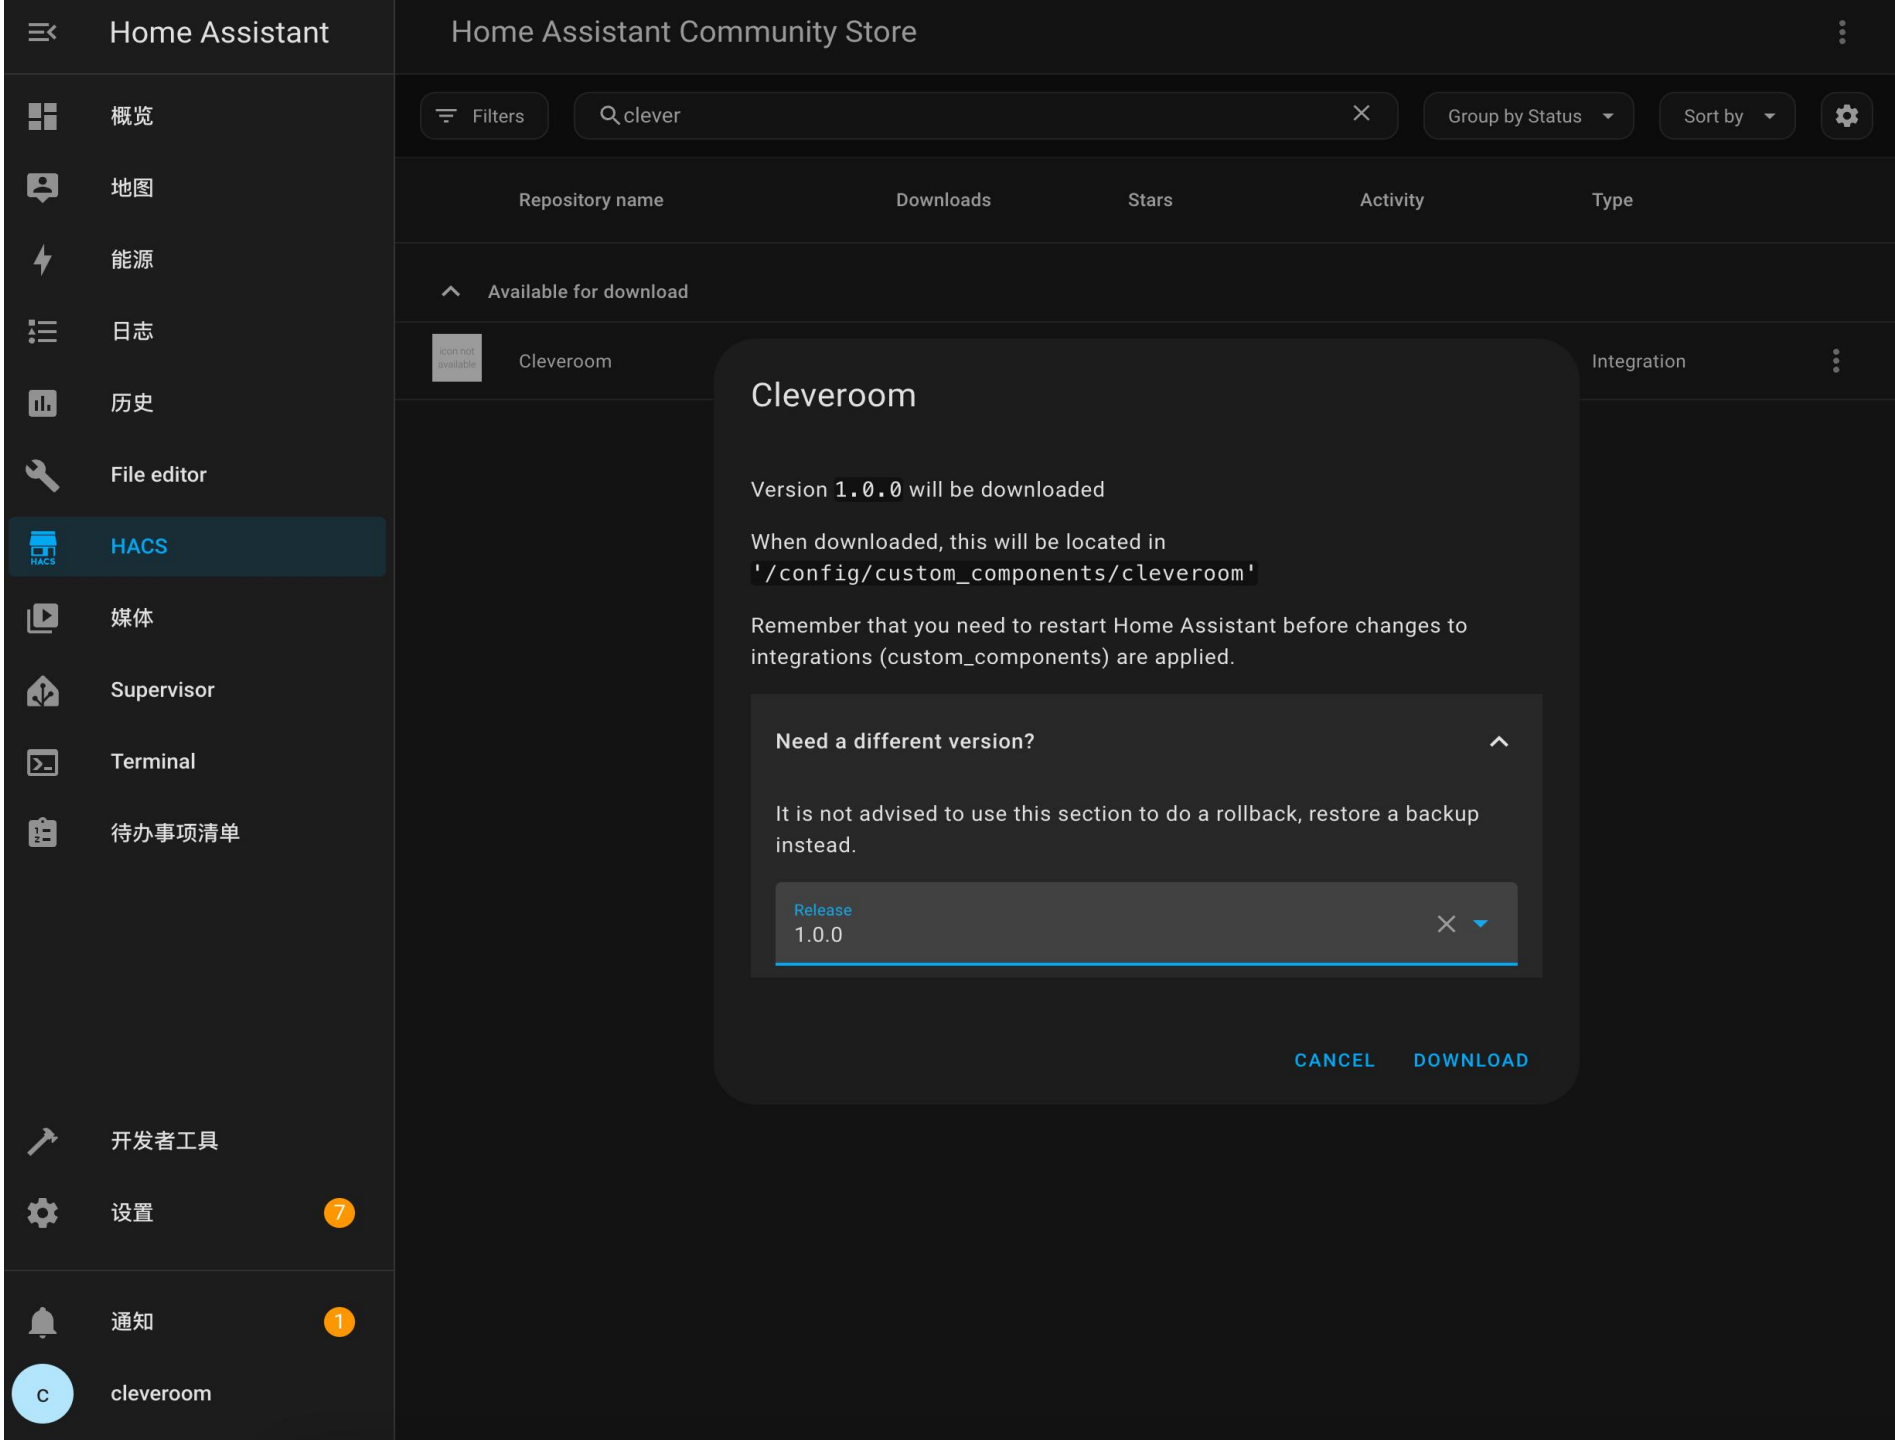 Home Assistant
概览
地图
能源
日志
历史
File editor
HACS
HACS
媒体
Supervisor
Terminal
待办事项清单
开发者工具
设置
7
通知
1
c
cleveroom
Home Assistant Community Store
Filters
clever
Group by Status
Sort by
Repository name Downloads Stars Activity Type
Available for download
icon not
available
Cleveroom
Integration
Cleveroom
Version 1.0.0 will be downloaded
When downloaded, this will be located in
'/config/custom_components/cleveroom'
Remember that you need to restart Home Assistant before changes to
integrations (custom_components) are applied.
Need a different version?
It is not advised to use this section to do a rollback, restore a backup
instead.
Release
1.0.0
CANCEL DOWNLOAD